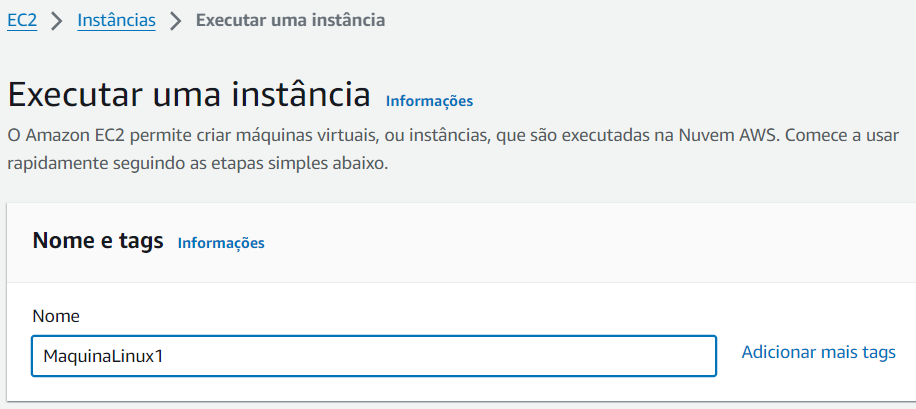 EC2 > Instâncias > Executar uma instância
Executar uma instância Informações
O Amazon EC2 permite criar máquinas virtuais, ou instâncias, que são executadas na Nuvem AWS. Comece a usar
rapidamente seguindo as etapas simples abaixo.
Nome e tags Informações
Nome
MaquinaLinux1 Adicionar mais tags